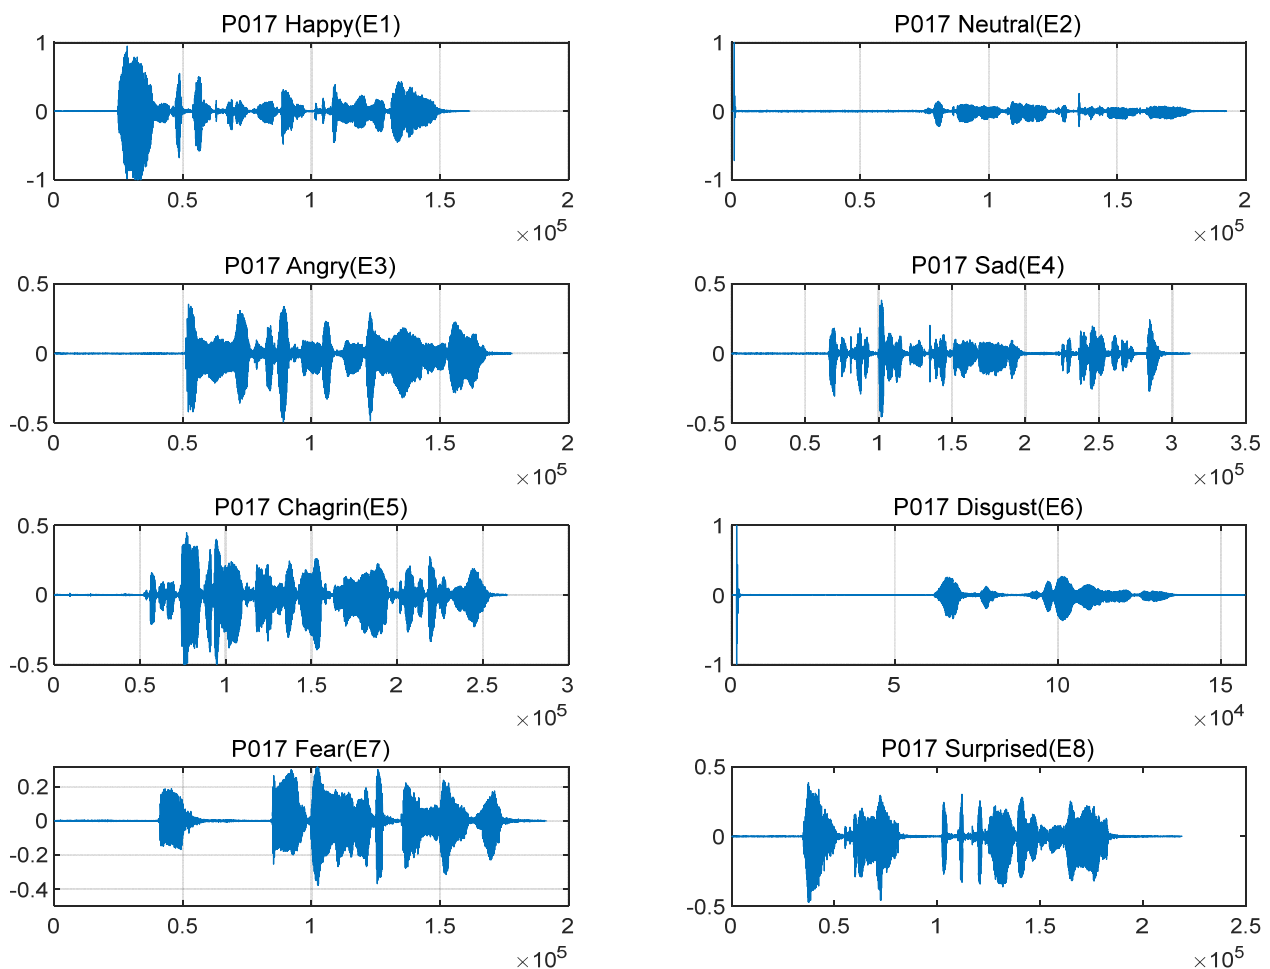 P017 Happy(E1)
1
0
-1
0 0.5 1 1.5 2
×10^5
P017 Neutral(E2)
1
0
-1
0 0.5 1 1.5 2
×10^5
P017 Angry(E3)
0.5
0
-0.5
0 0.5 1 1.5 2
×10^5
P017 Sad(E4)
0.5
0
-0.5
0 0.5 1 1.5 2 2.5 3 3.5
×10^5
P017 Chagrin(E5)
0.5
0
-0.5
0 0.5 1 1.5 2 2.5 3
×10^5
P017 Disgust(E6)
1
0
-1
0 5 10 15
×10^4
P017 Fear(E7)
0.2
0
-0.2
-0.4
0 0.5 1 1.5 2
×10^5
P017 Surprised(E8)
0.5
0
-0.5
0 0.5 1 1.5 2 2.5
×10^5